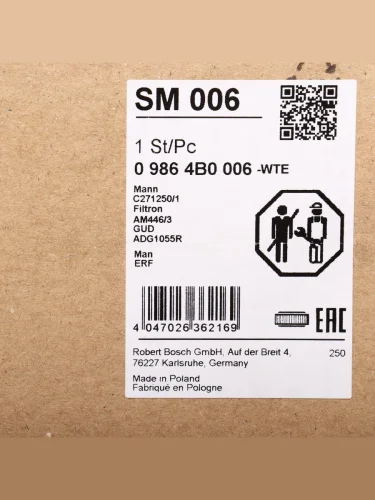 SM 006
1 St/Pc
0 986 4B0 006 -WTE
Mann
C271250/1
Filtron
AM446/3
GUD
ADG1055R
Man
ERF
4 047026 362169
EAC
Robert Bosch GmbH, Auf der Breit 4,
76227 Karlsruhe, Germany
250
Made in Poland
Fabriqué en Pologne